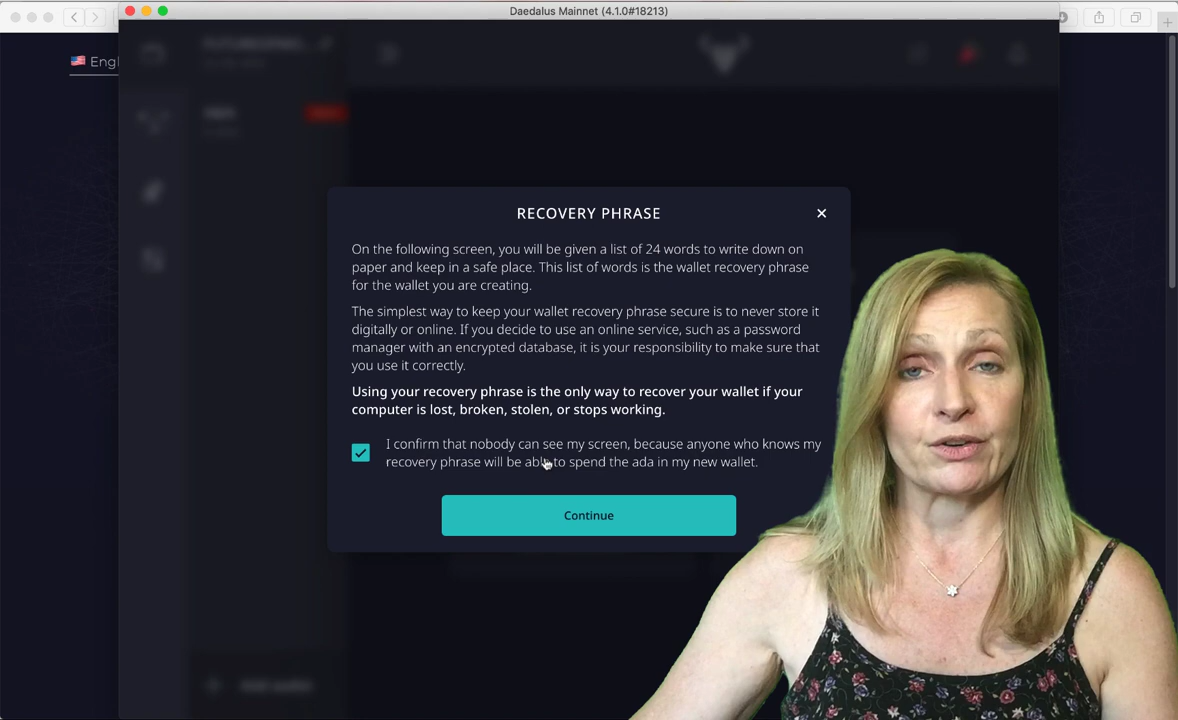 Daedalus Mainnet (4.1.0#18213)
Engl
RECOVERY PHRASE
On the following screen, you will be given a list of 24 words to write down on
paper and keep in a safe place. This list of words is the wallet recovery phrase
for the wallet you are creating.
The simplest way to keep your wallet recovery phrase secure is to never store it
digitally or online. If you decide to use an online service, such as a password
manager with an encrypted database, it is your responsibility to make sure that
you use it correctly.
Using your recovery phrase is the only way to recover your wallet if your
computer is lost, broken, stolen, or stops working.
I confirm that nobody can see my screen, because anyone who knows my
recovery phrase will be able to spend the ada in my new wallet.
Continue